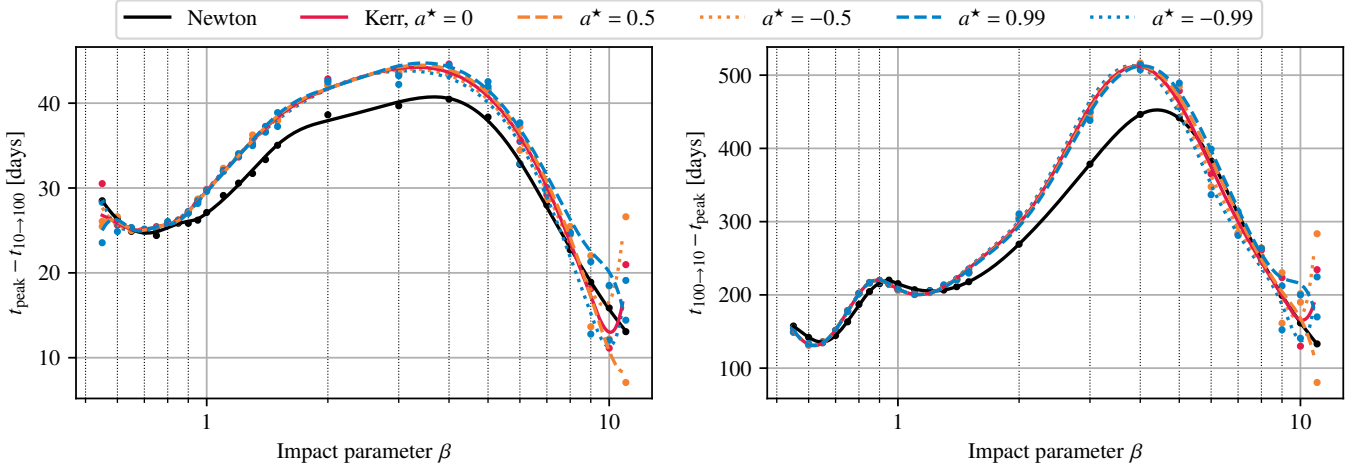 Newton Kerr, a⋆ = 0 a⋆ = 0.5 a⋆ = −0.5 a⋆ = 0.99 a⋆ = −0.99
t_peak − t_10→100 [days]
40
30
20
10
1 10
Impact parameter β
t_100→10 − t_peak [days]
500
400
300
200
100
1 10
Impact parameter β